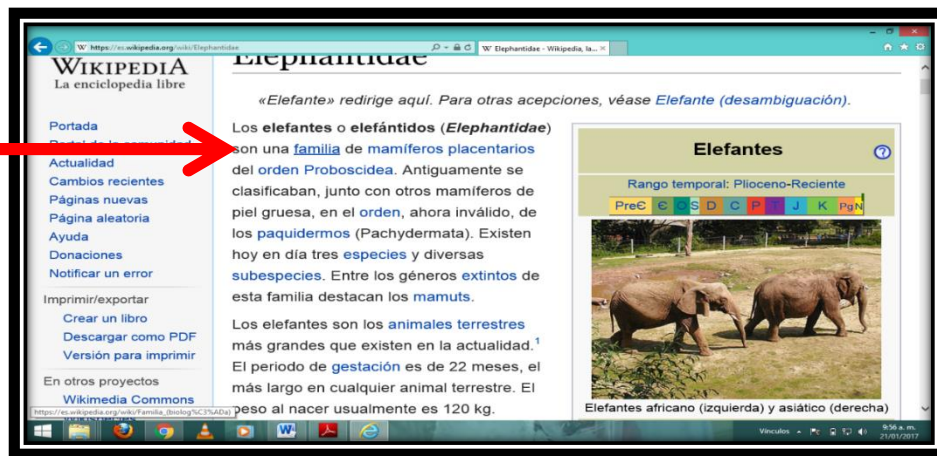 https://es.wikipedia.org/wiki/Elephantidae
W Elephantidae - Wikipedia, la...
WIKIPEDIA
La enciclopedia libre
Portada
Actualidad
Cambios recientes
Páginas nuevas
Página aleatoria
Ayuda
Donaciones
Notificar un error
Imprimir/exportar
Crear un libro
Descargar como PDF
Versión para imprimir
En otros proyectos
Wikimedia Commons
https://es.wikipedia.org/wiki/Familia_(biolog%C3%ADa)
Elephantidae
«Elefante» redirige aquí. Para otras acepciones, véase Elefante (desambiguación).
Los elefantes o elefántidos (Elephantidae)
son una familia de mamíferos placentarios
del orden Proboscidea. Antiguamente se
clasificaban, junto con otros mamíferos de
piel gruesa, en el orden, ahora inválido, de
los paquidermos (Pachydermata). Existen
hoy en día tres especies y diversas
subespecies. Entre los géneros extintos de
esta familia destacan los mamuts.
Los elefantes son los animales terrestres
más grandes que existen en la actualidad.1
El periodo de gestación es de 22 meses, el
más largo en cualquier animal terrestre. El
peso al nacer usualmente es 120 kg.
Elefantes
Rango temporal: Plioceno-Reciente
PreЄ Є O S D C P T J K Pg N
Elefantes africano (izquierda) y asiático (derecha)
Vínculos
9:56 a. m.
21/01/2017